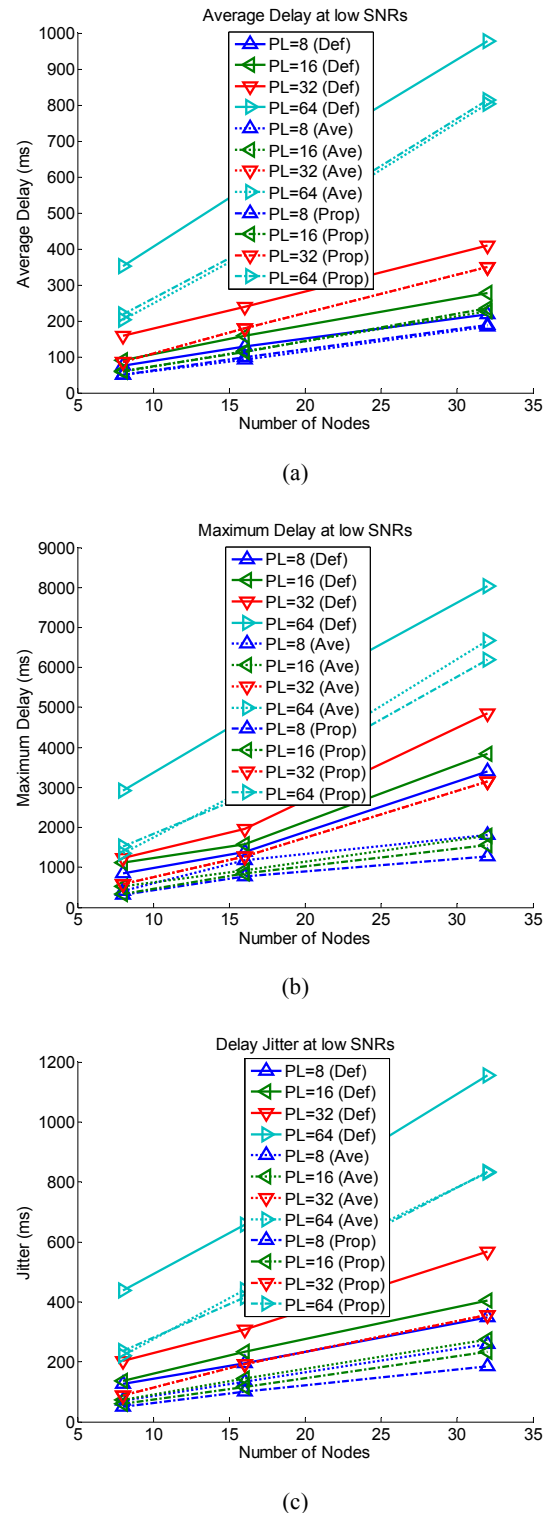 Average Delay at low SNRs
1000
900
800
700
600
500
400
300
200
100
0
Average Delay (ms)
PL=8 (Def)
PL=16 (Def)
PL=32 (Def)
PL=64 (Def)
PL=8 (Ave)
PL=16 (Ave)
PL=32 (Ave)
PL=64 (Ave)
PL=8 (Prop)
PL=16 (Prop)
PL=32 (Prop)
PL=64 (Prop)
5 10 15 20 25 30 35
Number of Nodes
(a)
Maximum Delay at low SNRs
9000
8000
7000
6000
5000
4000
3000
2000
1000
0
Maximum Delay (ms)
PL=8 (Def)
PL=16 (Def)
PL=32 (Def)
PL=64 (Def)
PL=8 (Ave)
PL=16 (Ave)
PL=32 (Ave)
PL=64 (Ave)
PL=8 (Prop)
PL=16 (Prop)
PL=32 (Prop)
PL=64 (Prop)
5 10 15 20 25 30 35
Number of Nodes
(b)
Delay Jitter at low SNRs
1200
1000
800
600
400
200
0
Jitter (ms)
PL=8 (Def)
PL=16 (Def)
PL=32 (Def)
PL=64 (Def)
PL=8 (Ave)
PL=16 (Ave)
PL=32 (Ave)
PL=64 (Ave)
PL=8 (Prop)
PL=16 (Prop)
PL=32 (Prop)
PL=64 (Prop)
5 10 15 20 25 30 35
Number of Nodes
(c)